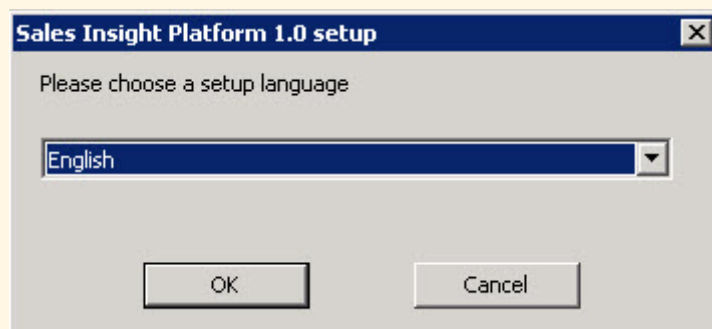 Sales Insight Platform 1.0 setup
Please choose a setup language
English
OK Cancel